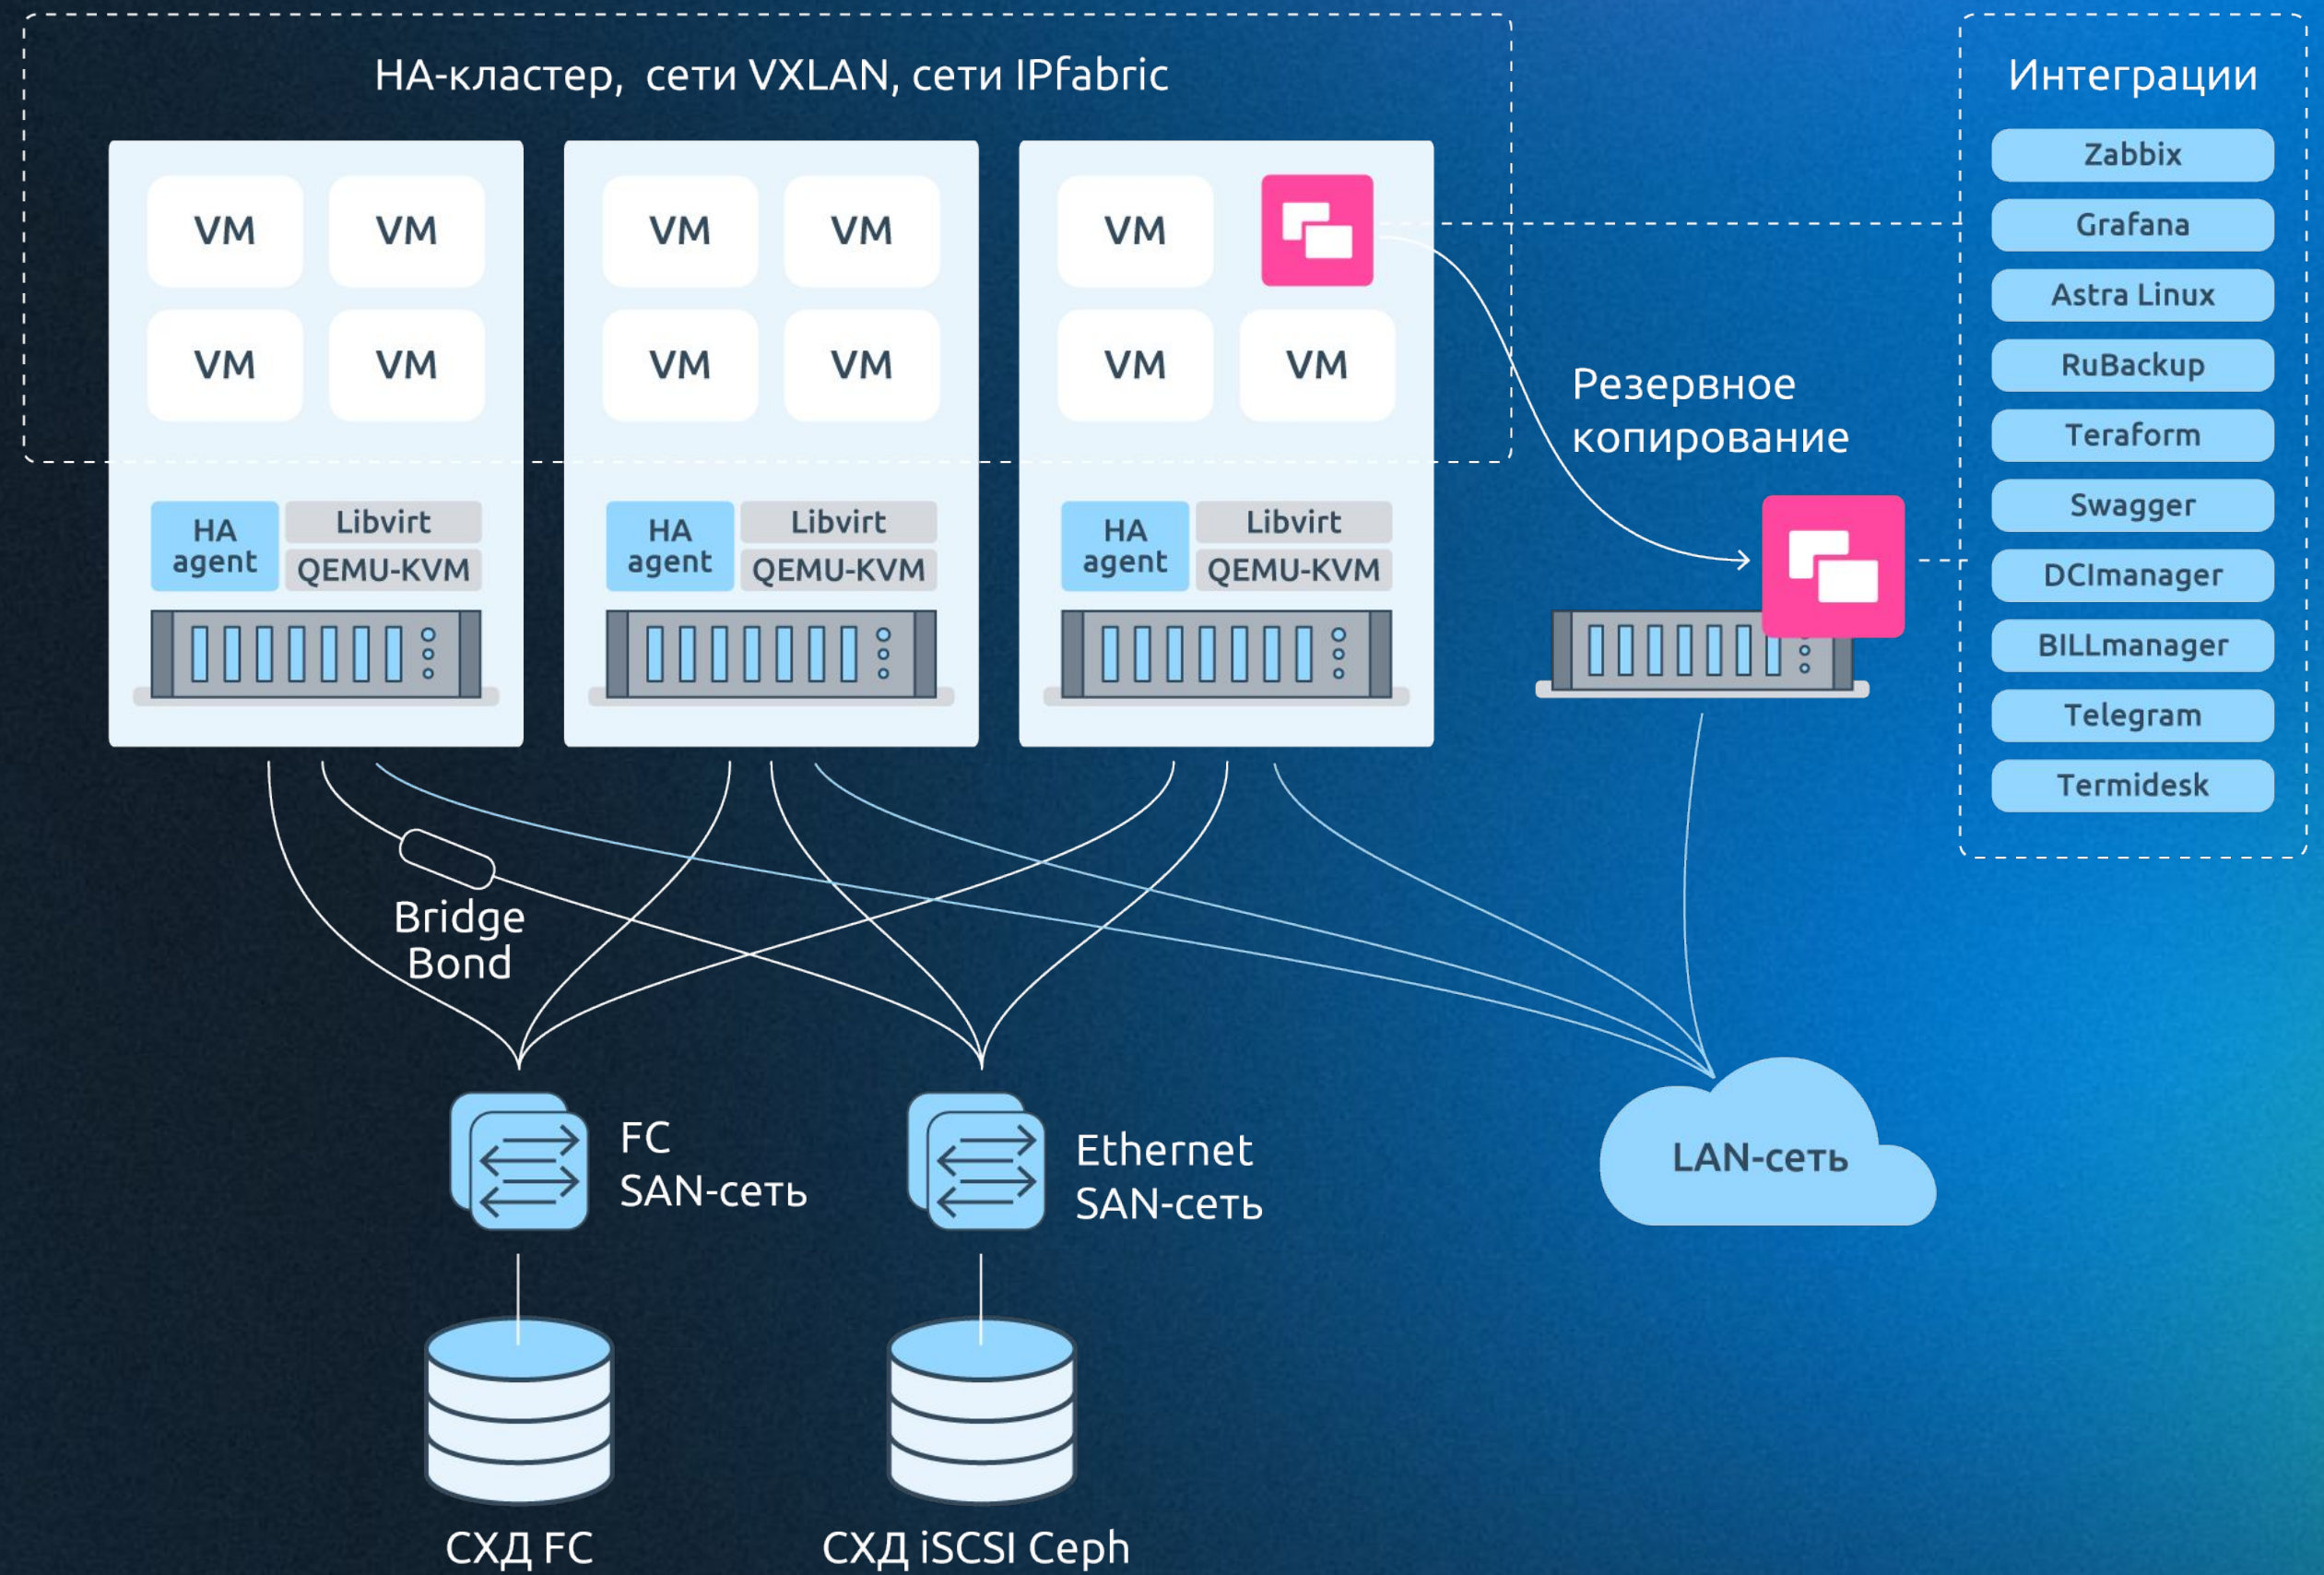 HA-кластер, сети VXLAN, сети IPfabric
VM
VM
VM
VM
HA
agent
Libvirt
QEMU-KVM
VM
VM
VM
VM
HA
agent
Libvirt
QEMU-KVM
VM
VM
VM
HA
agent
Libvirt
QEMU-KVM
Резервное
копирование
Интеграции
Zabbix
Grafana
Astra Linux
RuBackup
Teraform
Swagger
DCImanager
BILLmanager
Telegram
Termidesk
Bridge
Bond
FC
SAN-сеть
Ethernet
SAN-сеть
LAN-сеть
СХД FC
СХД iSCSI Ceph